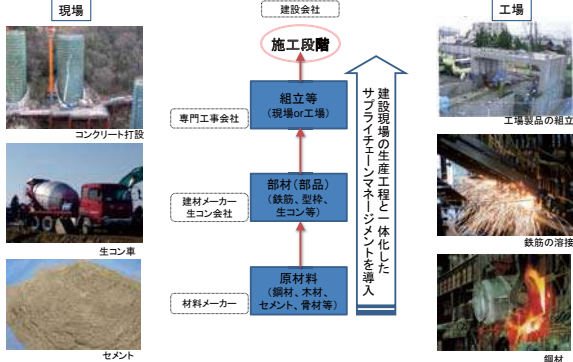 現場
コンクリート打設
生コン車
セメント
建設会社
施工段階
専門工事会社
組立等
(現場or工場)
建材メーカー
生コン会社
部材(部品)
(鉄筋、型枠、
生コン等)
材料メーカー
原材料
(鋼材、木材、
セメント、骨材等)
建設現場の生産工程と一体化した
サプライチェーンマネージメントを導入
工場
工場製品の組立
鉄筋の溶接
鋼材